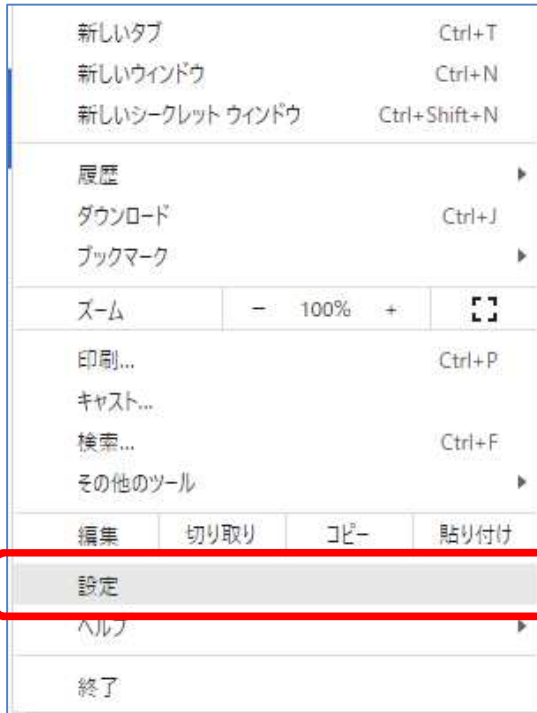 新しいタブ Ctrl+T
新しいウィンドウ Ctrl+N
新しいシークレット ウィンドウ Ctrl+Shift+N
履歴
ダウンロード Ctrl+J
ブックマーク
ズーム − 100% +
印刷... Ctrl+P
キャスト...
検索... Ctrl+F
その他のツール
編集 切り取り コピー 貼り付け
設定
ヘルプ
終了